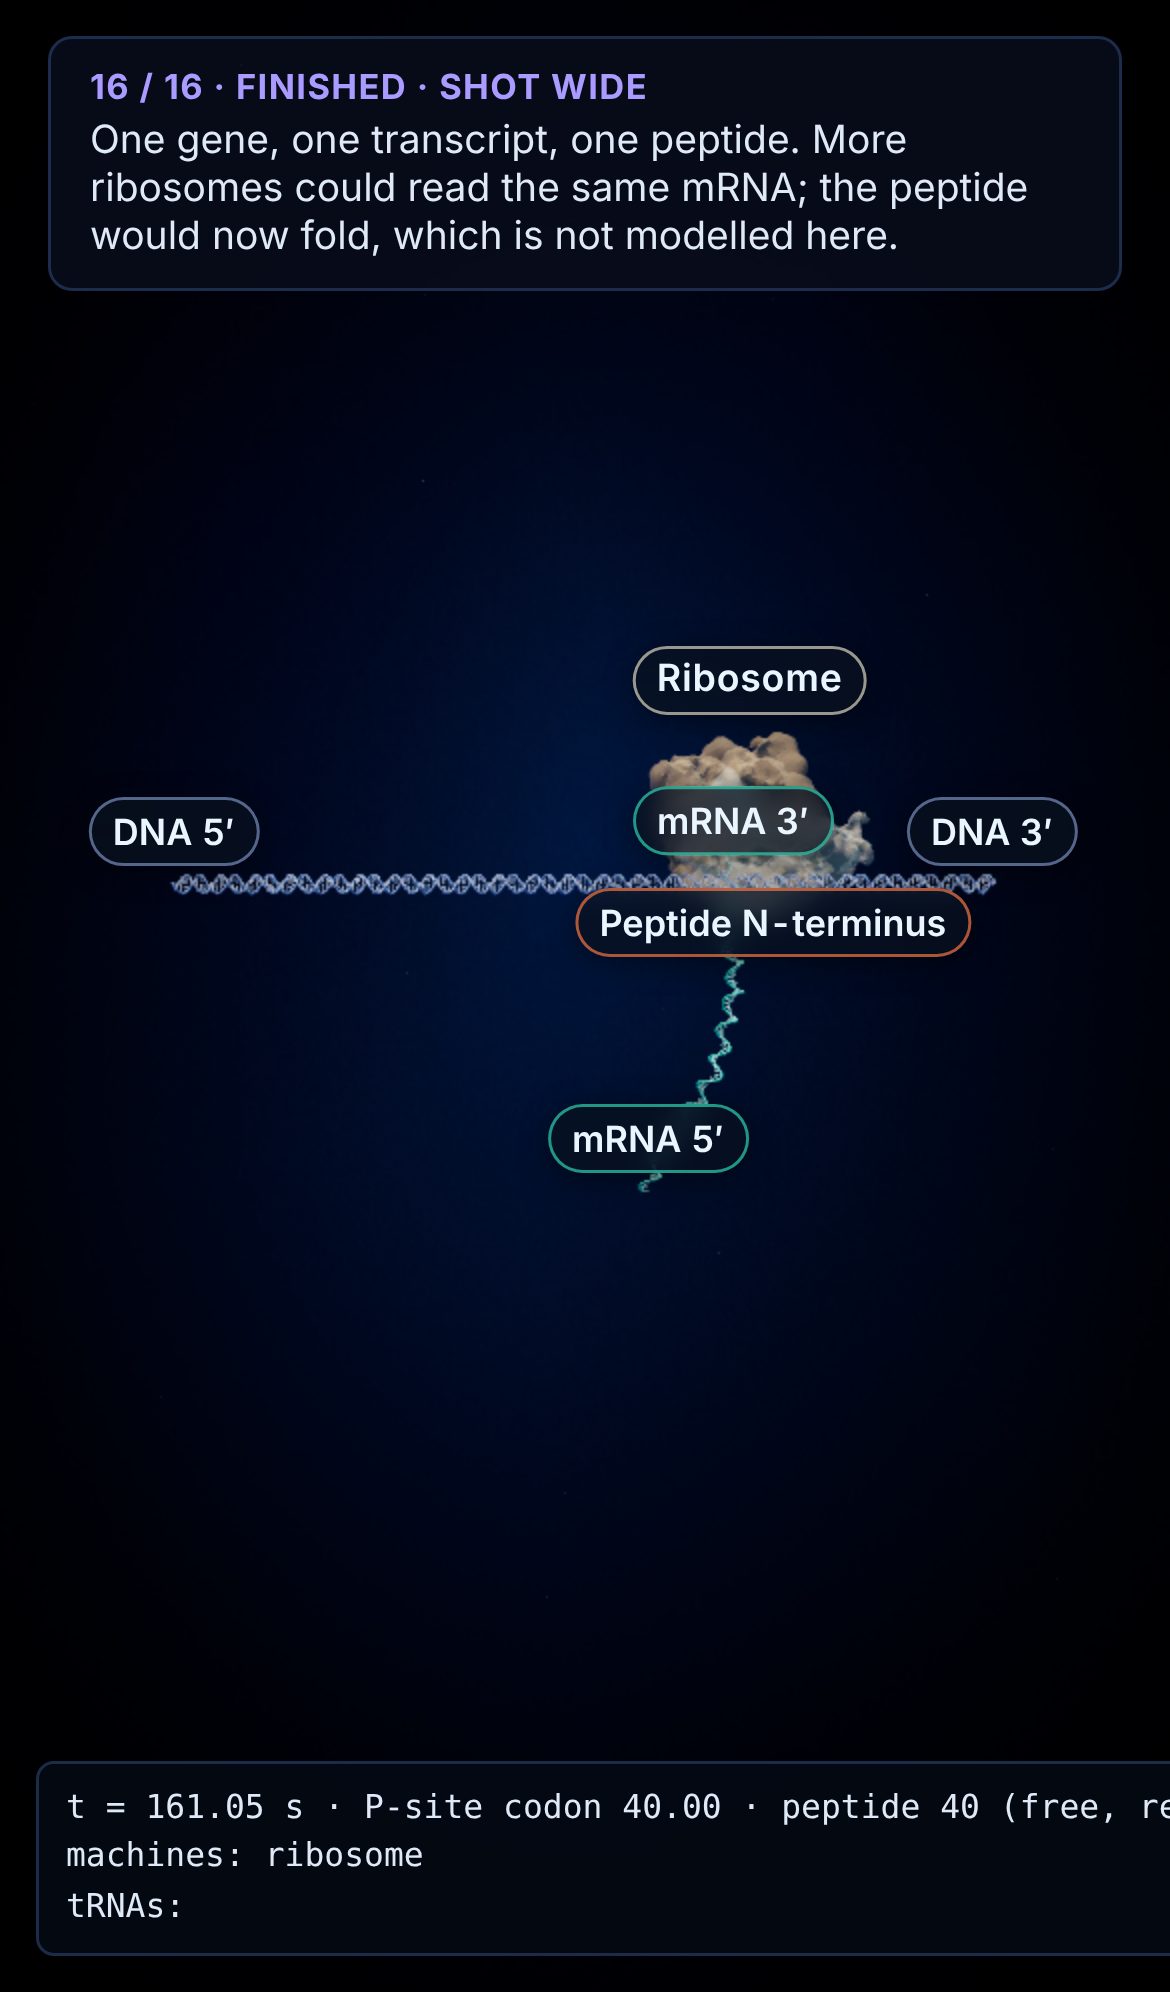 16 / 16 · FINISHED · SHOT WIDE
One gene, one transcript, one peptide. More
ribosomes could read the same mRNA; the peptide
would now fold, which is not modelled here.
Ribosome
mRNA 3′
DNA 5′
DNA 3′
Peptide N-terminus
mRNA 5′
t = 161.05 s · P-site codon 40.00 · peptide 40 (free,
machines: ribosome
tRNAs: